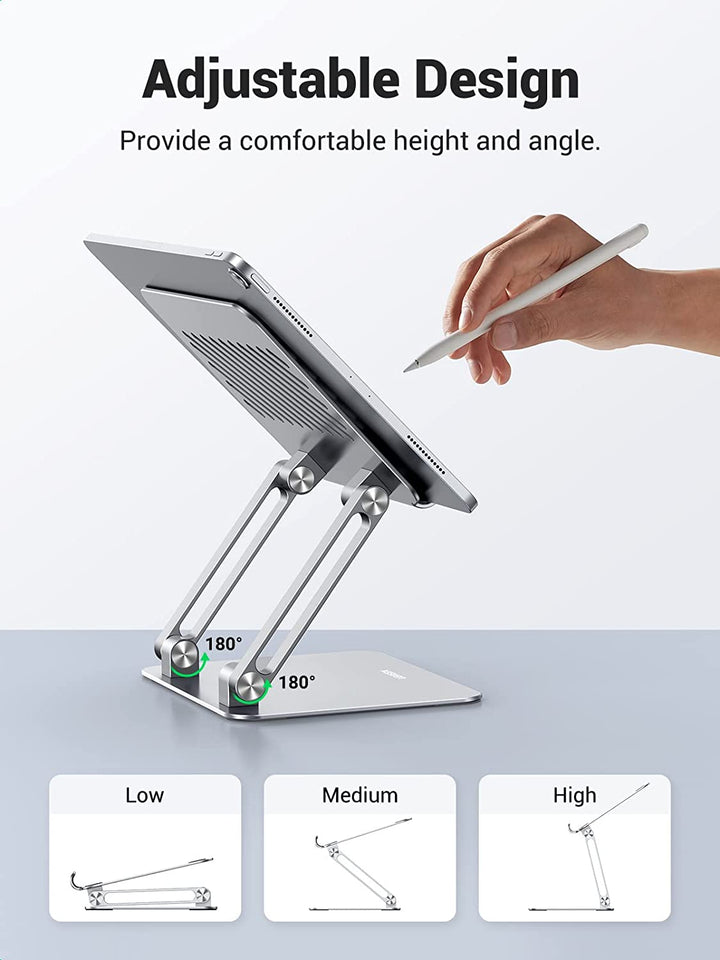 Adjustable Design
Provide a comfortable height and angle.
180°
180°
Low
Medium
High